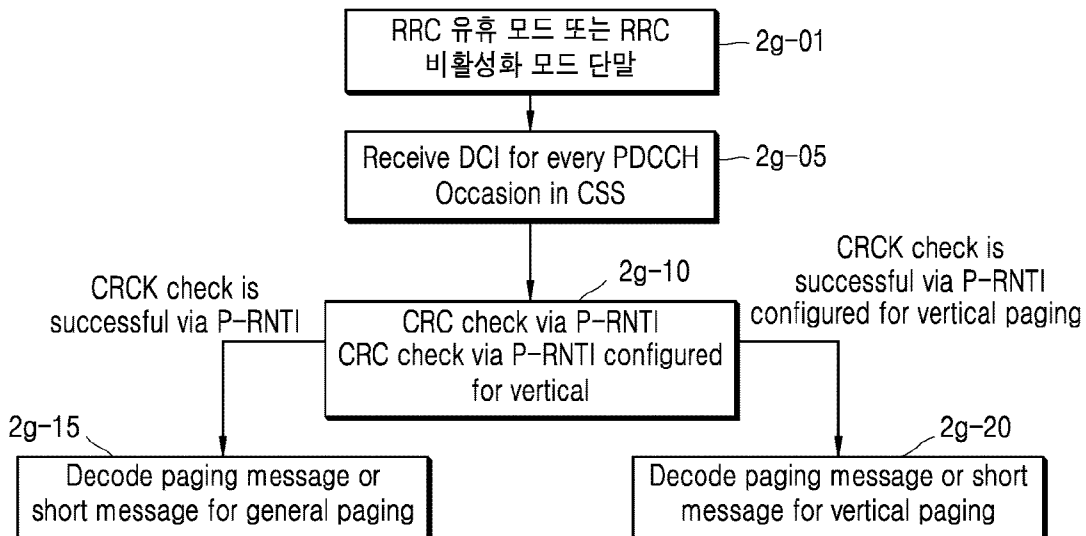 RRC 유휴 모드 또는 RRC
비활성화 모드 단말
2g-01
Receive DCI for every PDCCH
Occasion in CSS
2g-05
2g-10
CRCK check is
successful via P-RNTI
CRCK check is
successful via P-RNTI
configured for vertical paging
CRC check via P-RNTI
CRC check via P-RNTI configured
for vertical
2g-15
Decode paging message or
short message for general paging
2g-20
Decode paging message or short
message for vertical paging